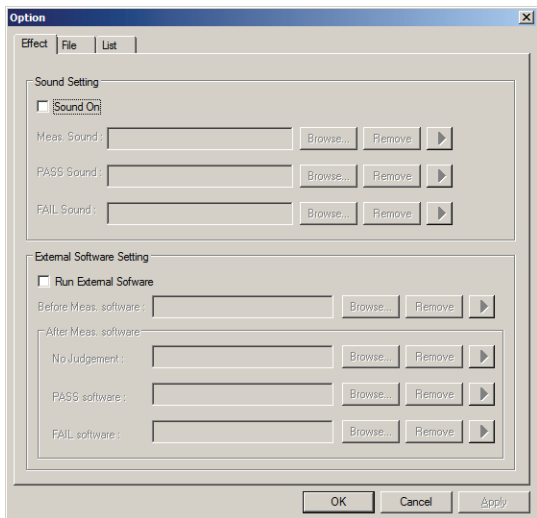 Option
Effect File List
Sound Setting
Sound On
Meas. Sound : Browse... Remove
PASS Sound : Browse... Remove
FAIL Sound : Browse... Remove
External Software Setting
Run External Sofware
Before Meas. software : Browse... Remove
After Meas. software
No Judgement : Browse... Remove
PASS software : Browse... Remove
FAIL software : Browse... Remove
OK Cancel Apply